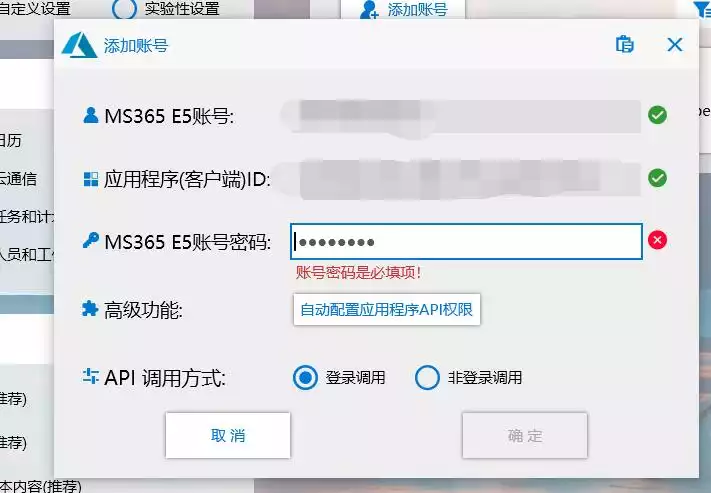 自定义设置
实验性设置
添加账号
添加账号
MS365 E5账号:
日历
应用程序(客户端)ID:
云通信
任务和计
MS365 E5账号密码:
●●●●●●●●
人员和工
账号密码是必填项!
高级功能:
自动配置应用程序API权限
API 调用方式:
登录调用
非登录调用
推荐)
取 消
确 定
推荐)
本内容(推荐)